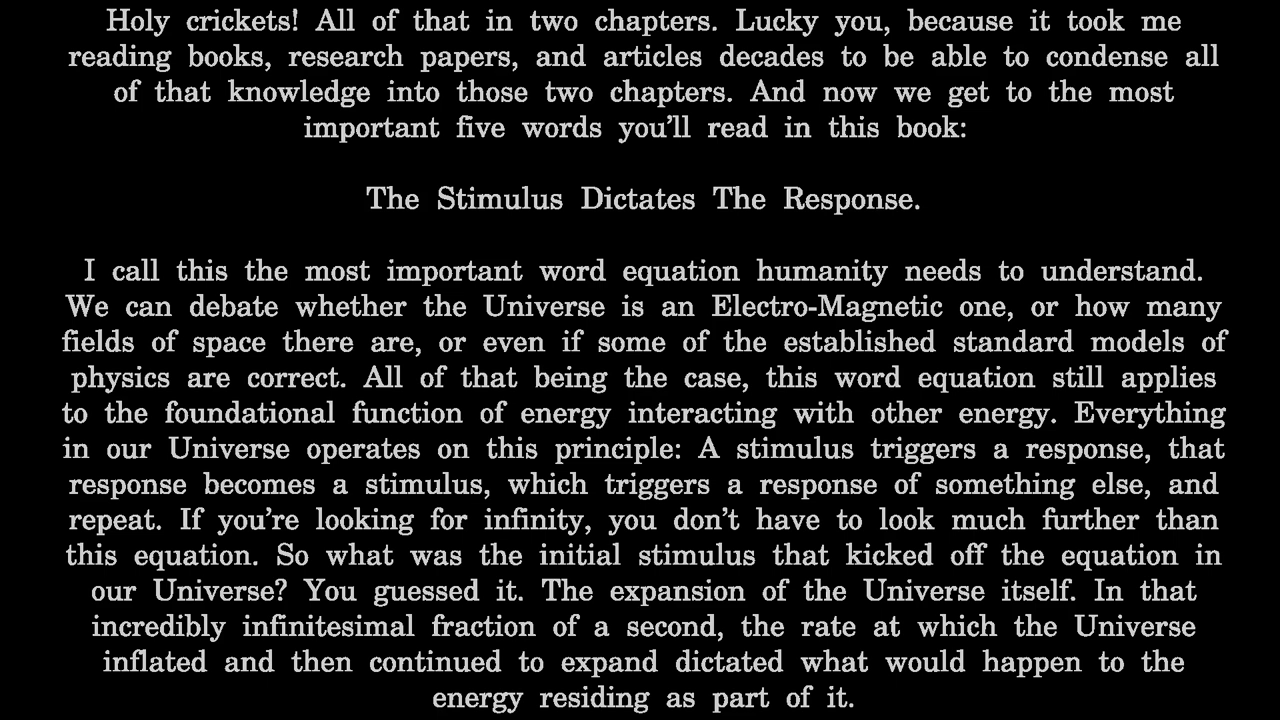 Holy crickets! All of that in two chapters. Lucky you, because it took me
reading books, research papers, and articles decades to be able to condense all
of that knowledge into those two chapters. And now we get to the most
important five words you'll read in this book:
The Stimulus Dictates The Response.
I call this the most important word equation humanity needs to understand.
We can debate whether the Universe is an Electro-Magnetic one, or how many
fields of space there are, or even if some of the established standard models of
physics are correct. All of that being the case, this word equation still applies
to the foundational function of energy interacting with other energy. Everything
in our Universe operates on this principle: A stimulus triggers a response, that
response becomes a stimulus, which triggers a response of something else, and
repeat. If you're looking for infinity, you don't have to look much further than
this equation. So what was the initial stimulus that kicked off the equation in
our Universe? You guessed it. The expansion of the Universe itself. In that
incredibly infinitesimal fraction of a second, the rate at which the Universe
inflated and then continued to expand dictated what would happen to the
energy residing as part of it.